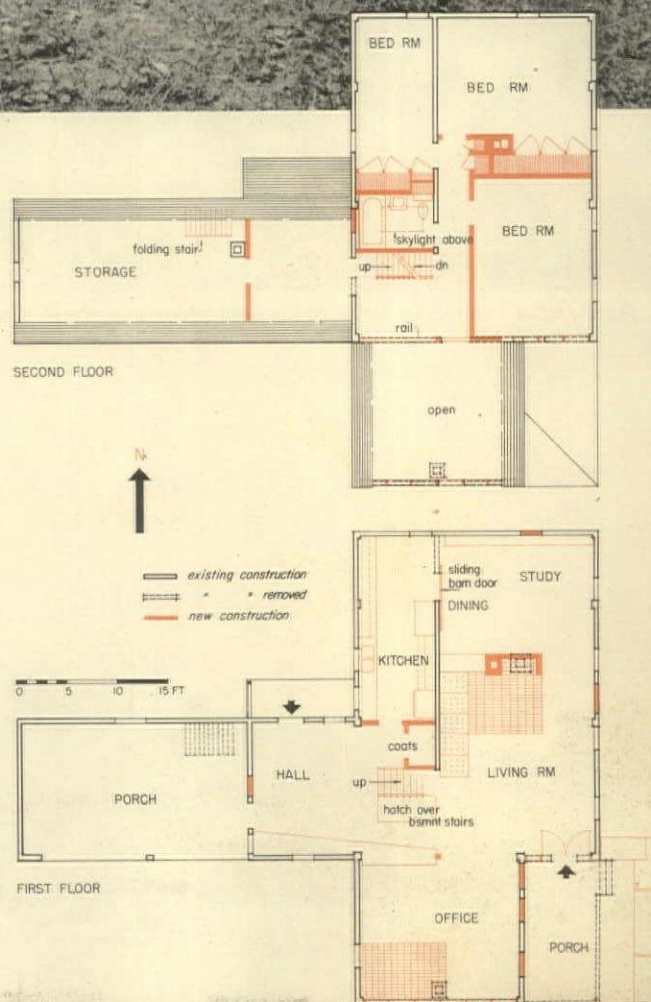 BED RM
BED RM
BED RM
folding stair
STORAGE
skylight above
up
dn
rail
SECOND FLOOR
open
N
existing construction
" " removed
new construction
0 5 10 15 FT
sliding
barn door
STUDY
DINING
KITCHEN
coats
HALL
up
LIVING RM
PORCH
hatch over
bsmnt stairs
FIRST FLOOR
OFFICE
PORCH